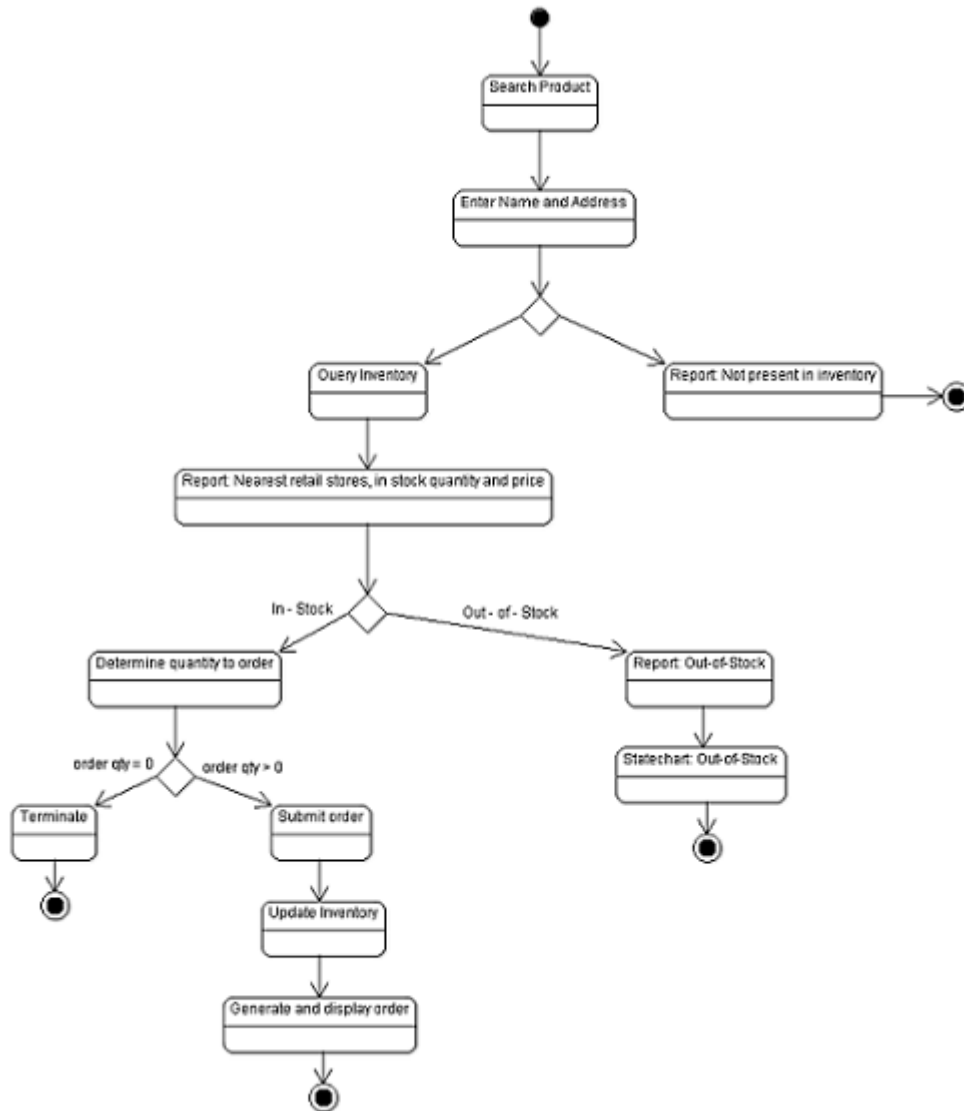 Search Product
Enter Name and Address
Query Inventory
Report: Not present in inventory
Report: Nearest retail stores, in stock quantity and price
In - Stock
Out - of - Stock
Determine quantity to order
Report: Out-of-Stock
Statechart: Out-of-Stock
order qty = 0
order qty > 0
Terminate
Submit order
Update Inventory
Generate and display order